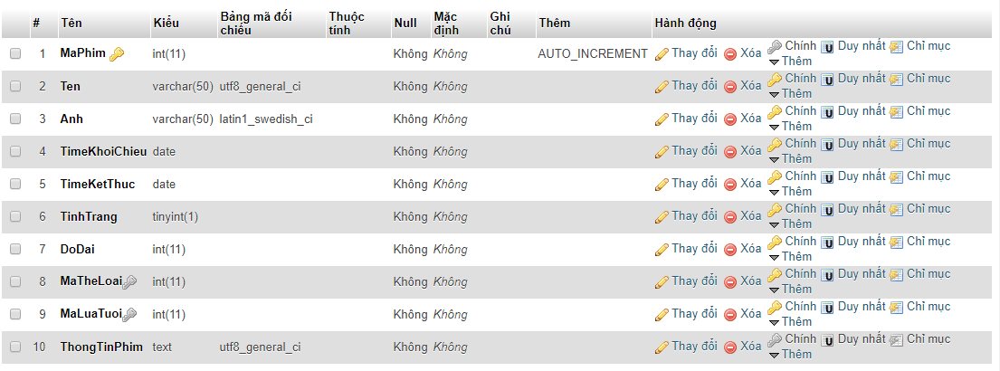 # Tên Kiểu Bảng mã đối chiếu Thuộc tính Null Mặc định Ghi chú Thêm Hành động
1 MaPhim int(11) Không Không AUTO_INCREMENT Thay đổi Xóa Chính Duy nhất Chỉ mục
Thêm
2 Ten varchar(50) utf8_general_ci Không Không Thay đổi Xóa Chính Duy nhất Chỉ mục
Thêm
3 Anh varchar(50) latin1_swedish_ci Không Không Thay đổi Xóa Chính Duy nhất Chỉ mục
Thêm
4 TimeKhoiChieu date Không Không Thay đổi Xóa Chính Duy nhất Chỉ mục
Thêm
5 TimeKetThuc date Không Không Thay đổi Xóa Chính Duy nhất Chỉ mục
Thêm
6 TinhTrang tinyint(1) Không Không Thay đổi Xóa Chính Duy nhất Chỉ mục
Thêm
7 DoDai int(11) Không Không Thay đổi Xóa Chính Duy nhất Chỉ mục
Thêm
8 MaTheLoai int(11) Không Không Thay đổi Xóa Chính Duy nhất Chỉ mục
Thêm
9 MaLuaTuoi int(11) Không Không Thay đổi Xóa Chính Duy nhất Chỉ mục
Thêm
10 ThongTinPhim text utf8_general_ci Không Không Thay đổi Xóa Chính Duy nhất Chỉ mục
Thêm